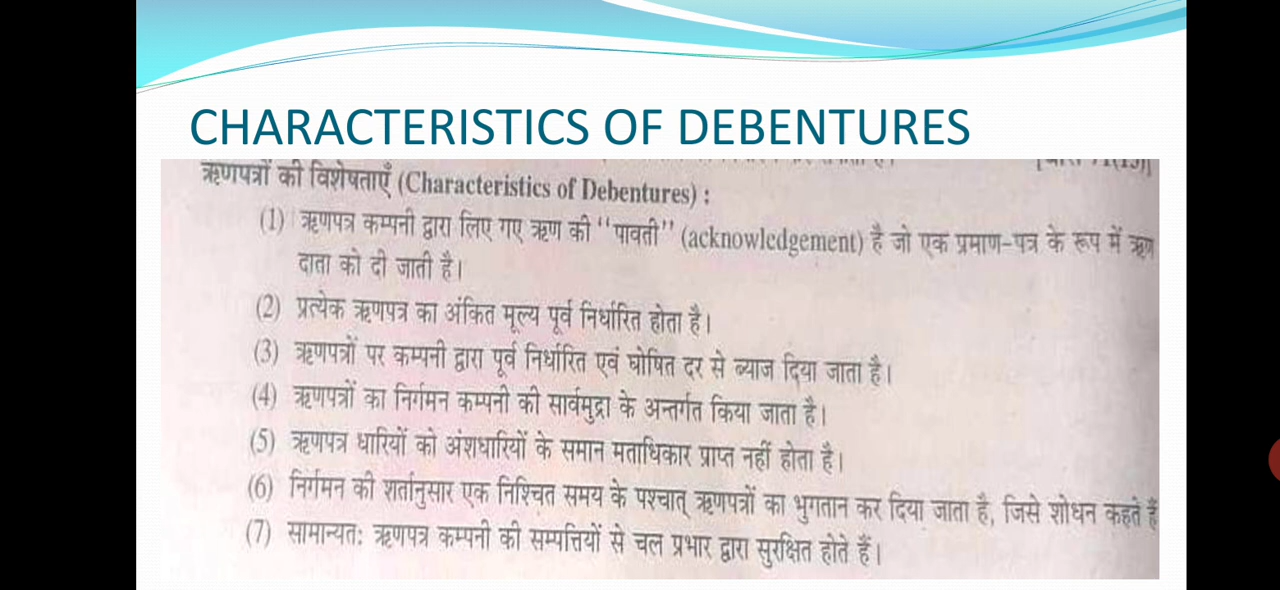 CHARACTERISTICS OF DEBENTURES
ऋणपत्रों की विशेषताएँ (Characteristics of Debentures) :
(1) ऋणपत्र कम्पनी द्वारा लिए गए ऋण की "पावती" (acknowledgement) है जो एक प्रमाण-पत्र के रूप में ऋण
दाता को दी जाती है।
(2) प्रत्येक ऋणपत्र का अंकित मूल्य पूर्व निर्धारित होता है।
(3) ऋणपत्रों पर कम्पनी द्वारा पूर्व निर्धारित एवं घोषित दर से ब्याज दिया जाता है।
(4) ऋणपत्रों का निर्गमन कम्पनी की सार्वमुद्रा के अन्तर्गत किया जाता है।
(5) ऋणपत्र धारियों को अंशधारियों के समान मताधिकार प्राप्त नहीं होता है।
(6) निर्गमन की शर्तानुसार एक निश्चित समय के पश्चात् ऋणपत्रों का भुगतान कर दिया जाता है, जिसे शोधन कहते हैं
(7) सामान्यतः ऋणपत्र कम्पनी की सम्पत्तियों से चल प्रभार द्वारा सुरक्षित होते हैं।